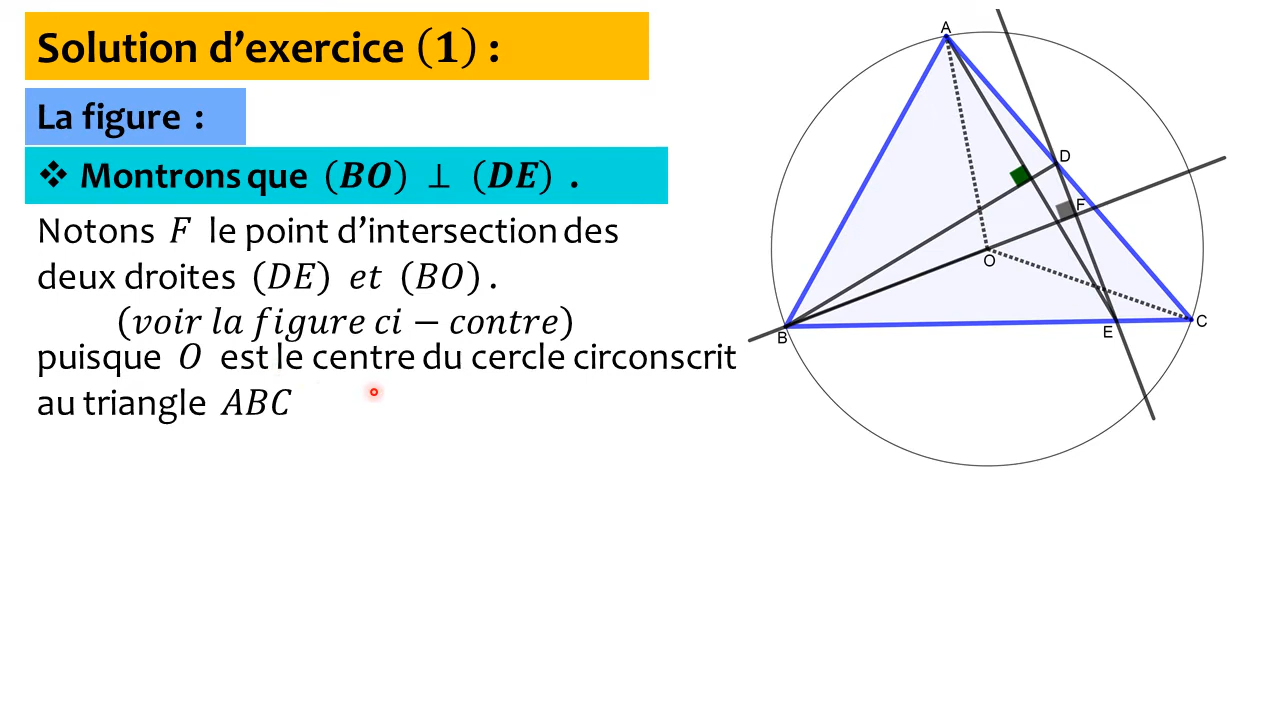 Solution d’exercice (1) :
La figure :
❖ Montrons que (BO) ⊥ (DE) .
Notons F le point d’intersection des
deux droites (DE) et (BO) .
(voir la figure ci − contre)
puisque O est le centre du cercle circonscrit
au triangle ABC
A
D
F
O
B
E
C